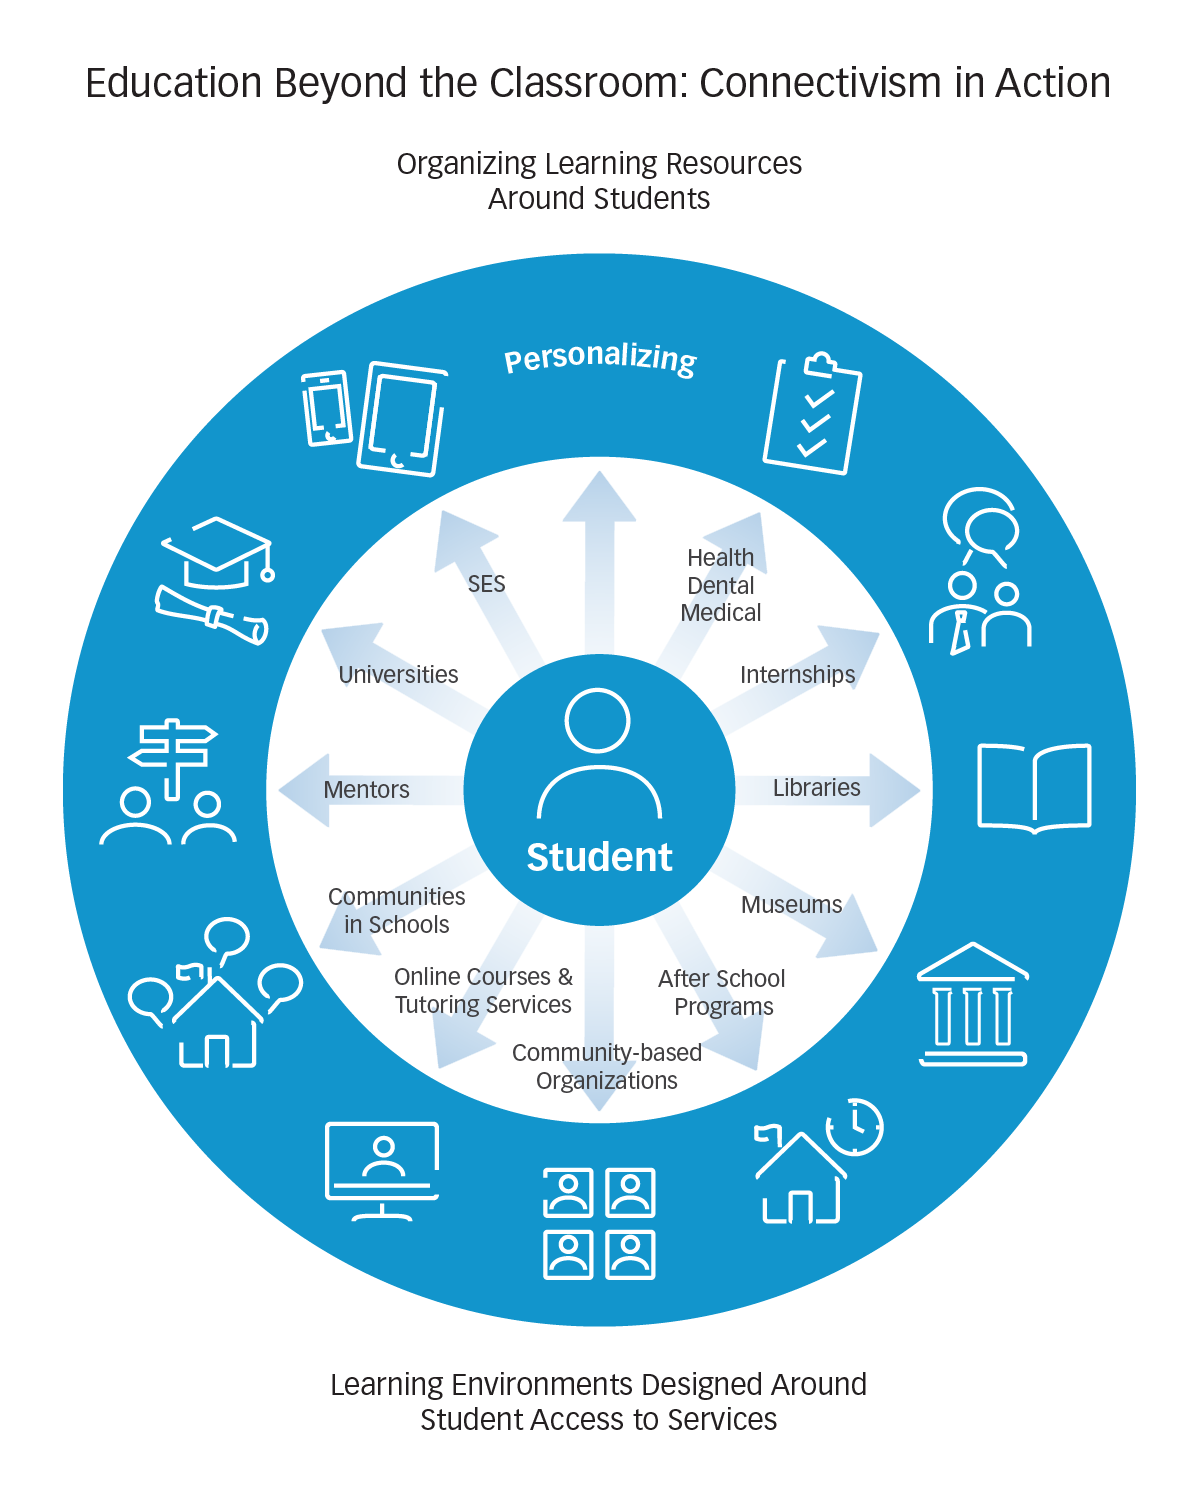 Education Beyond the Classroom: Connectivism in Action
Organizing Learning Resources
Around Students
Personalizing
Health
Dental
Medical
SES
Internships
Universities
Libraries
Mentors
Student
Museums
Communities
in Schools
After School
Programs
Online Courses &
Tutoring Services
Community-based
Organizations
Learning Environments Designed Around
Student Access to Services